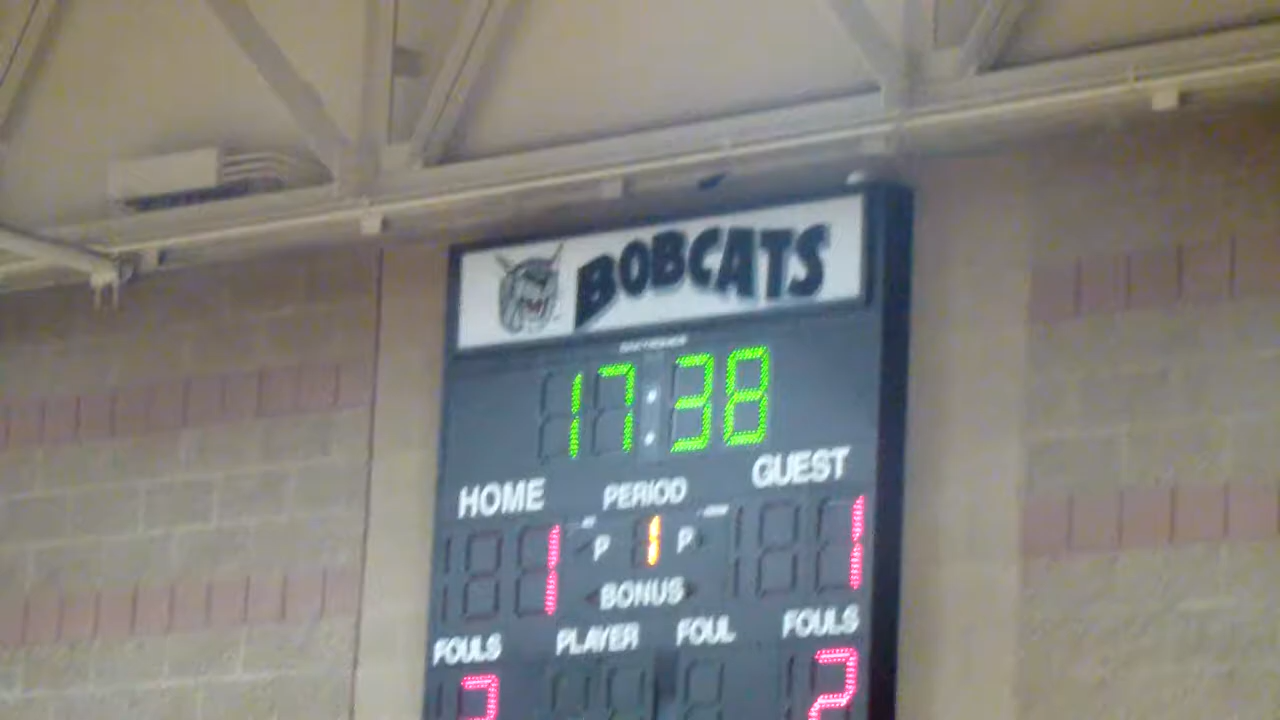 BOBCATS
17:38
HOME PERIOD GUEST
1 P 1 P 1
BONUS
FOULS PLAYER FOUL FOULS
2